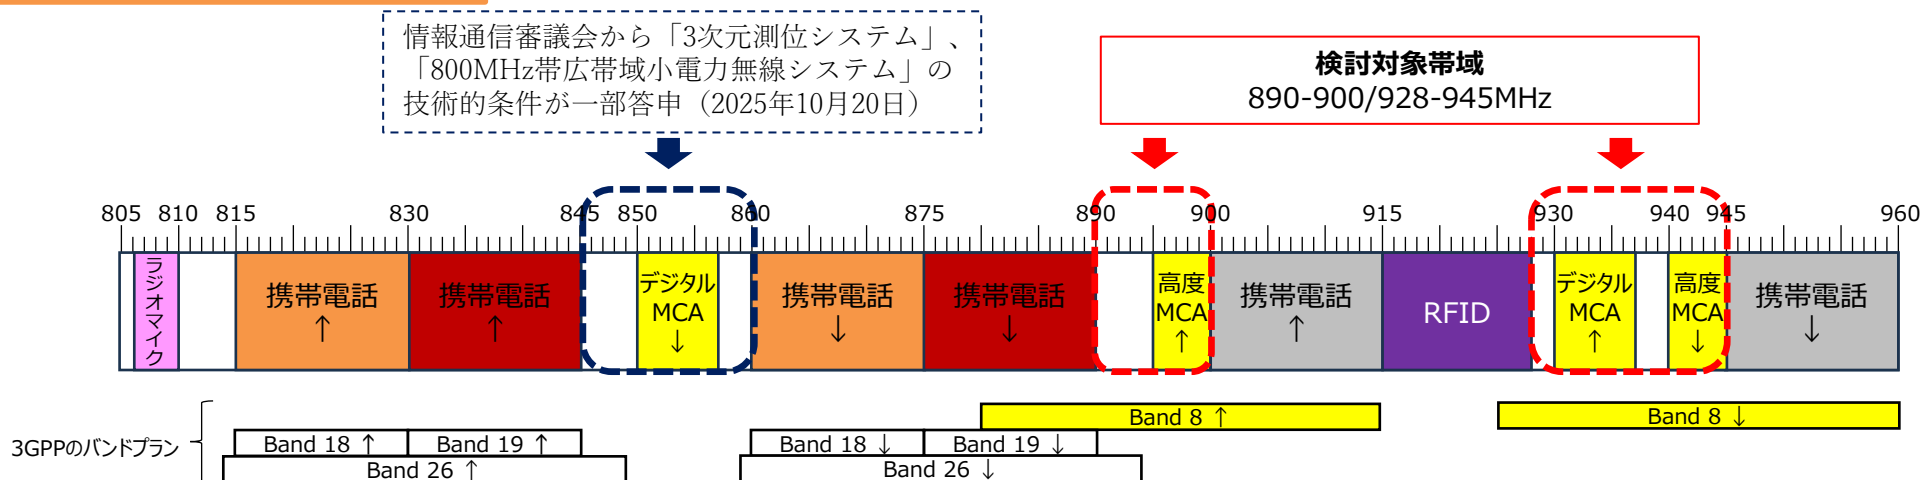 情報通信審議会から「3次元測位システム」、
「800MHz帯広帯域小電力無線システム」の
技術的条件が一部答申（2025年10月20日）
検討対象帯域
890-900/928-945MHz
805 810 815 830 845 850 860 875 890 900 915 930 940 945 960
ラジオマイク
携帯電話
↑
携帯電話
↑
デジタル
MCA
↓
携帯電話
↓
携帯電話
↓
高度
MCA
↑
携帯電話
↑
RFID
デジタル
MCA
↑
高度
MCA
↓
携帯電話
↓
3GPPのバンドプラン
Band 8 ↑
Band 8 ↓
Band 18 ↑
Band 19 ↑
Band 18 ↓
Band 19 ↓
Band 26 ↑
Band 26 ↓